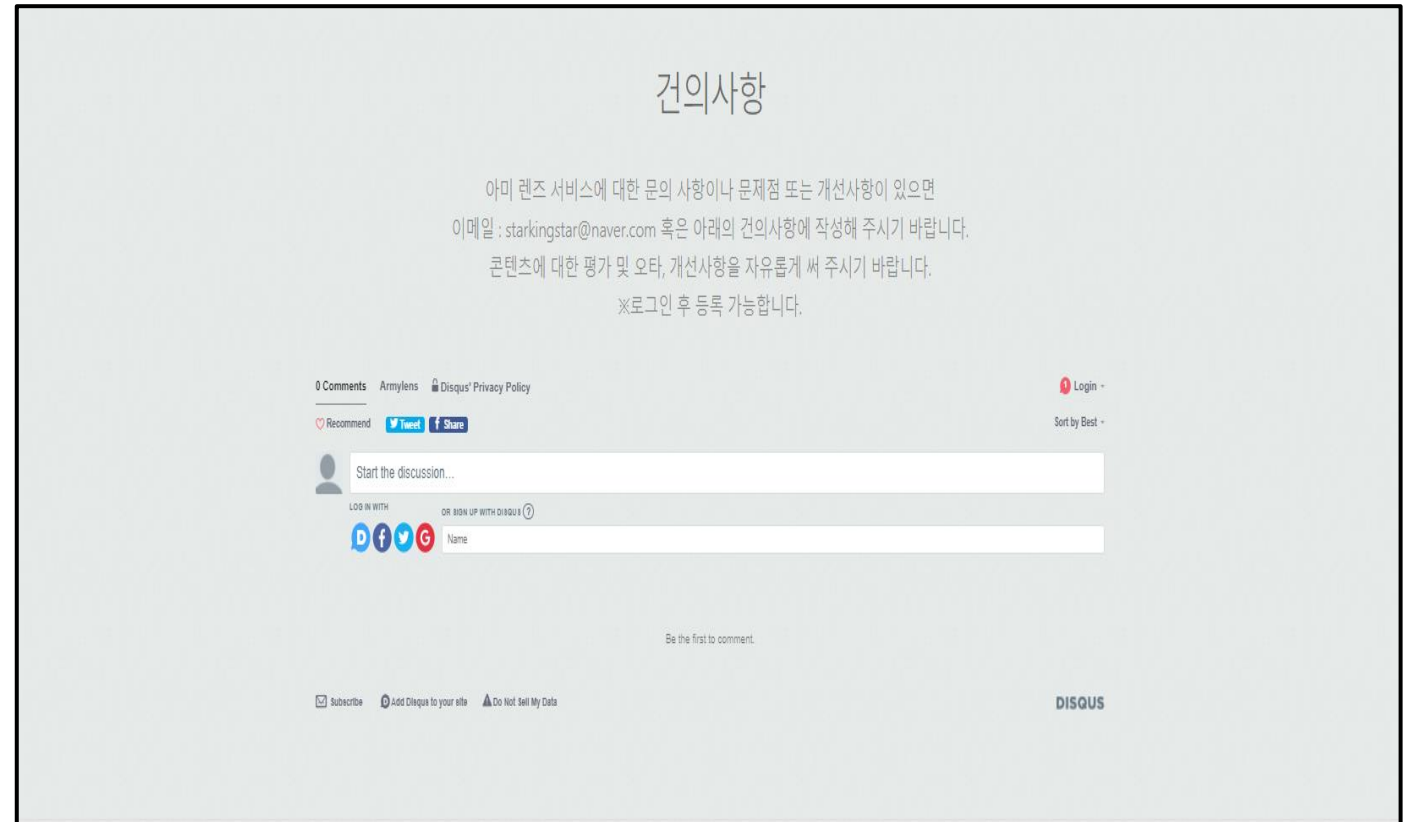 건의사항
아미 렌즈 서비스에 대한 문의 사항이나 문제점 또는 개선사항이 있으면
이메일 : starkingstar@naver.com 혹은 아래의 건의사항에 작성해 주시기 바랍니다.
콘텐츠에 대한 평가 및 오타, 개선사항을 자유롭게 써 주시기 바랍니다.
※로그인 후 등록 가능합니다.
0 Comments Armylens Disqus' Privacy Policy 1 Login
Recommend Tweet f Share Sort by Best
Start the discussion...
LOG IN WITH OR SIGN UP WITH DISQUS ?
D f G Name
Be the first to comment.
Subscribe D Add Disqus to your site Do Not Sell My Data DISQUS